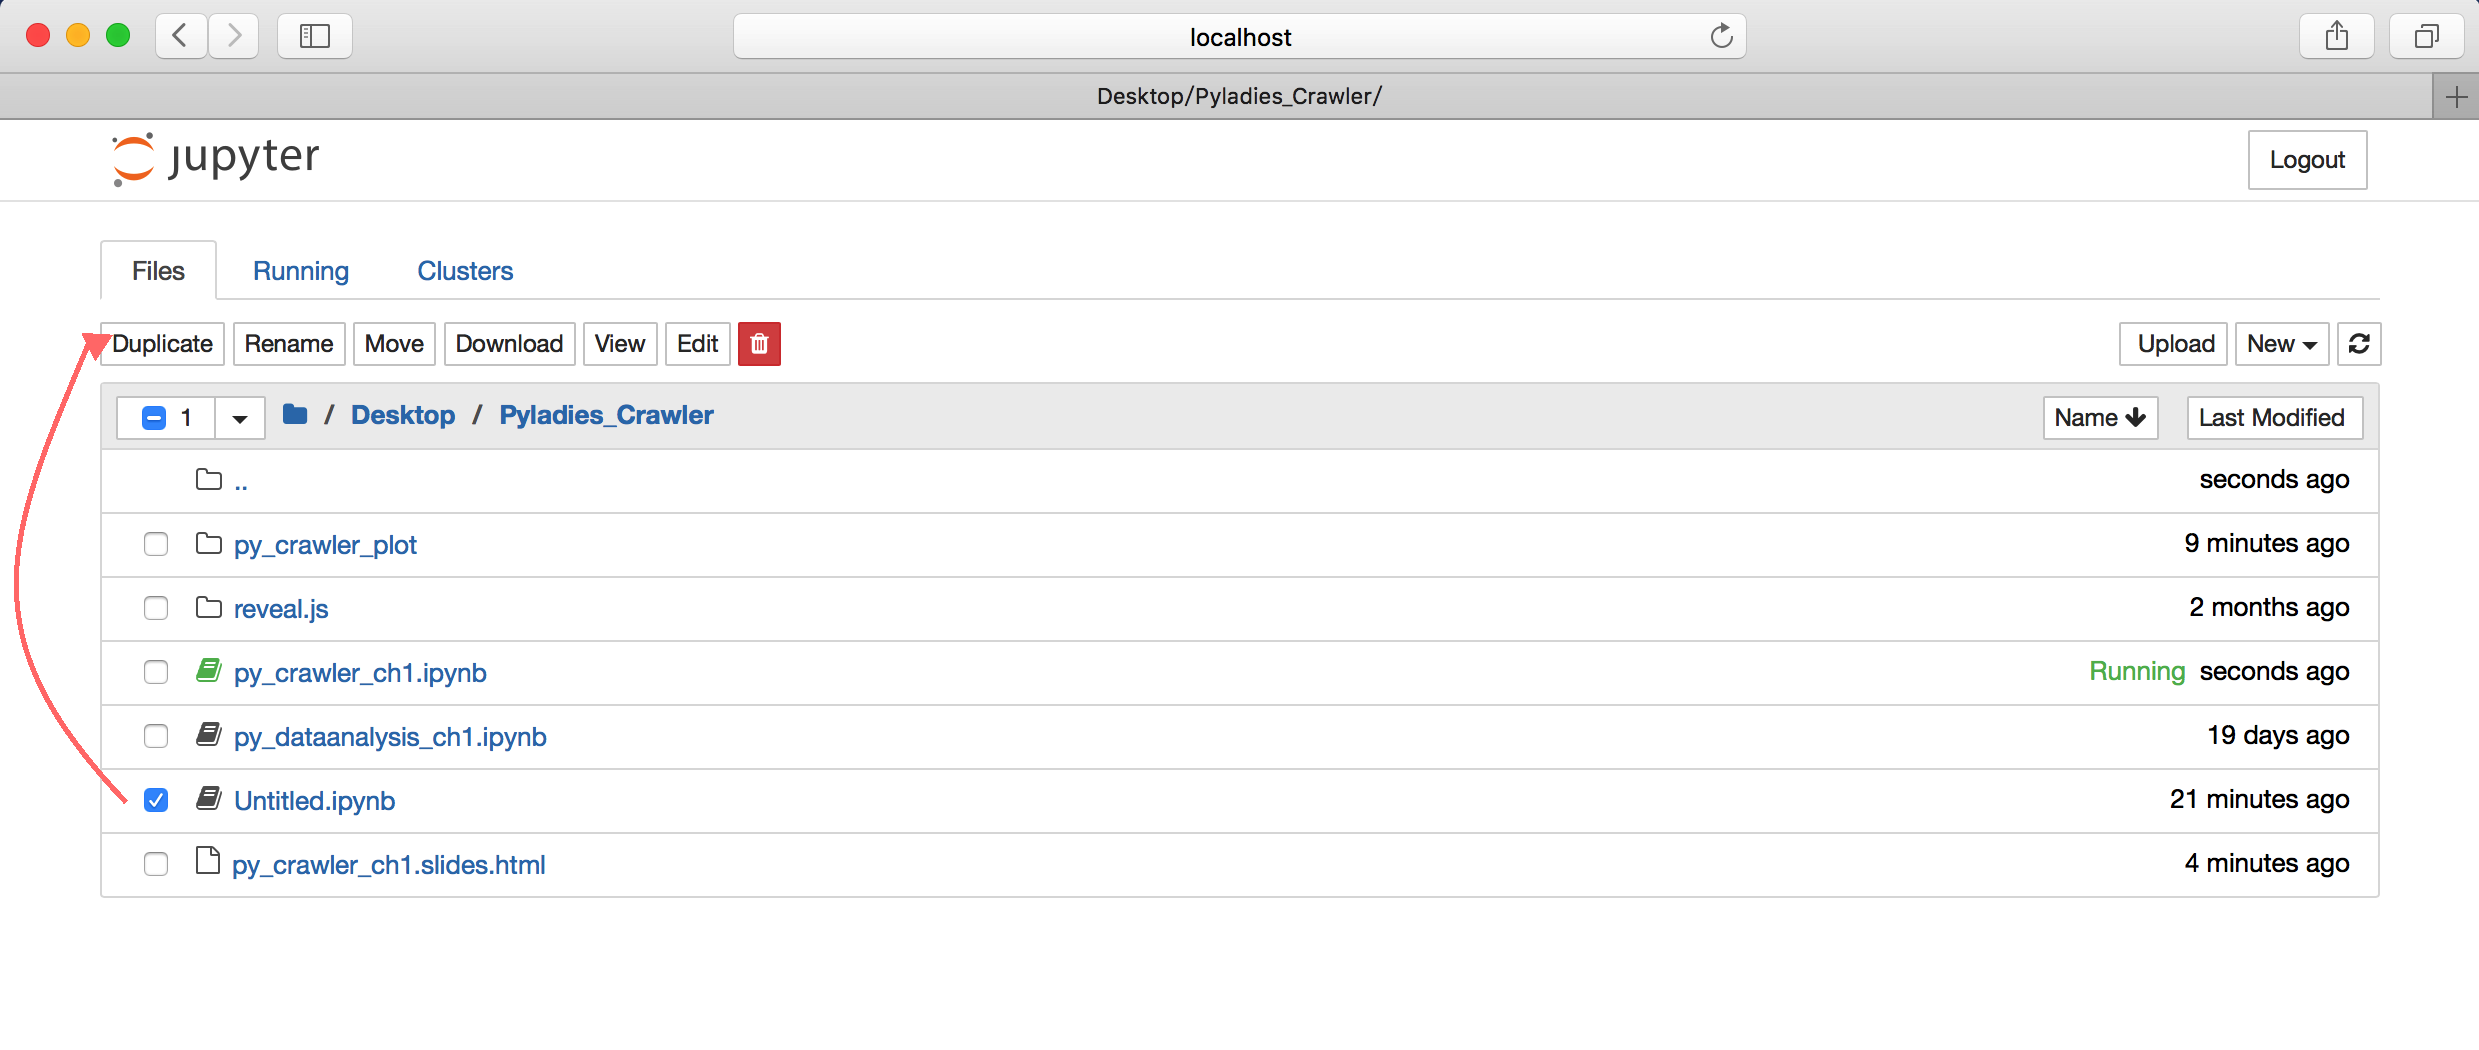 localhost
Desktop/Pyladies_Crawler/
jupyter
Logout
Files Running Clusters
Duplicate Rename Move Download View Edit Upload New
1 / Desktop / Pyladies_Crawler Name Last Modified
.. seconds ago
py_crawler_plot 9 minutes ago
reveal.js 2 months ago
py_crawler_ch1.ipynb Running seconds ago
py_dataanalysis_ch1.ipynb 19 days ago
Untitled.ipynb 21 minutes ago
py_crawler_ch1.slides.html 4 minutes ago